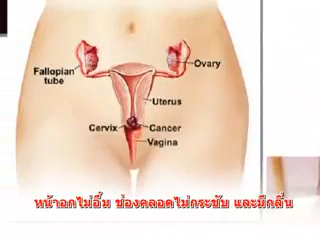 Ovary
Fallopian
tube
Uterus
Cervix
Cancer
Vagina
หน้าอกไม่อึ๋ม ช่องคลอดไม่กระชับ และมีกลิ่น